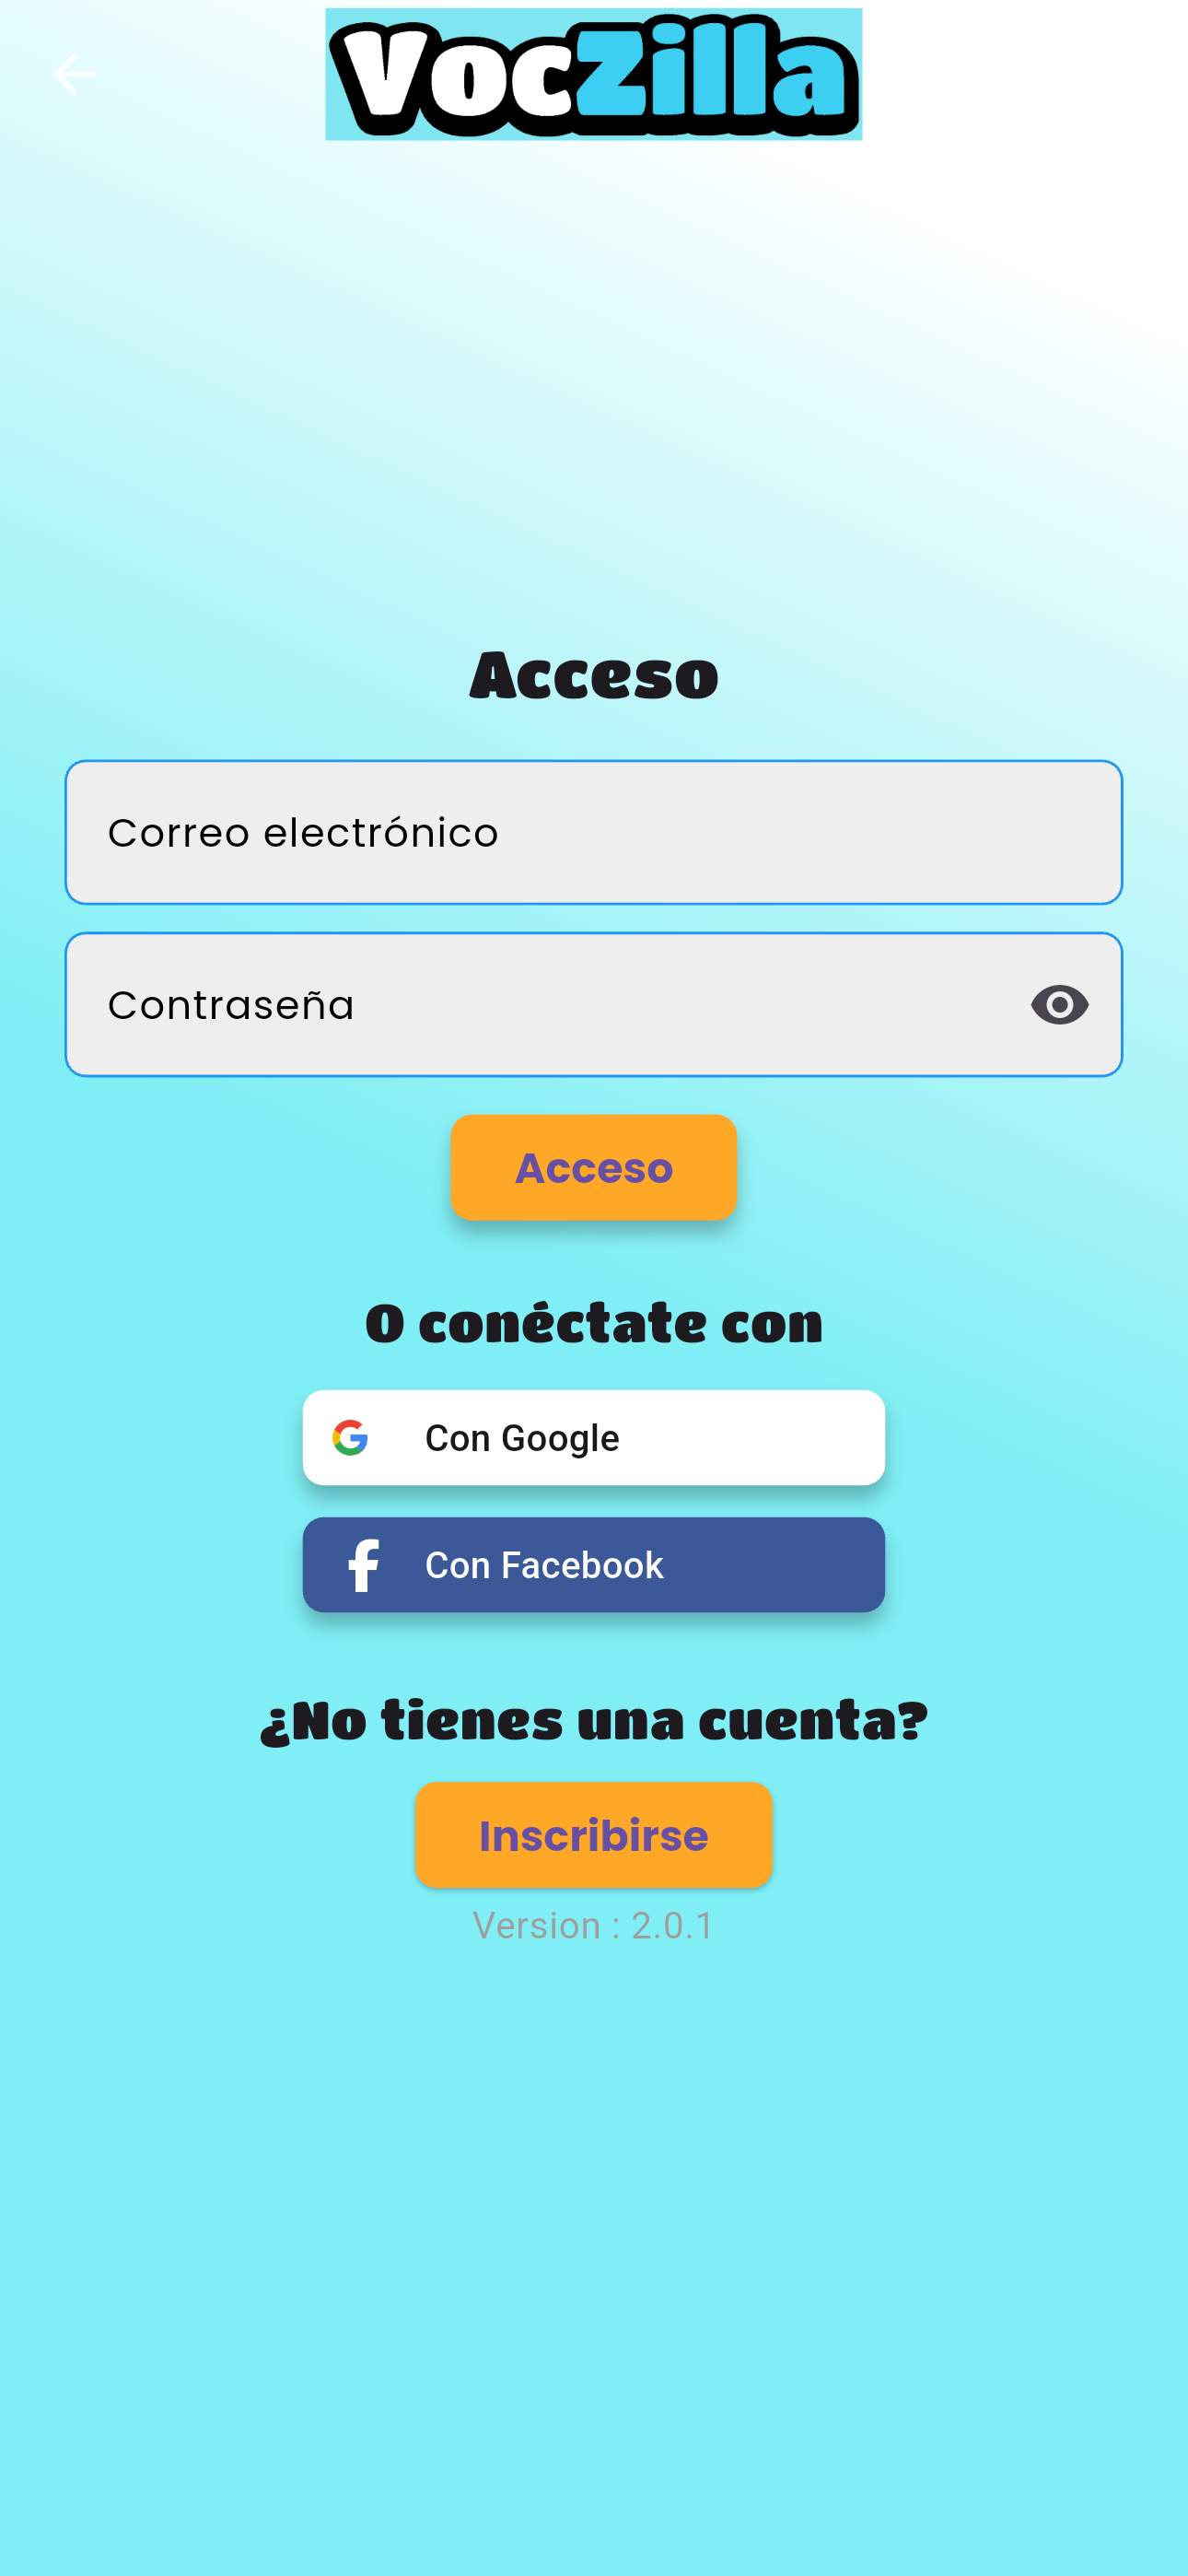 VocZilla
Acceso
Correo electrónico
Contraseña
Acceso
O conéctate con
Con Google
Con Facebook
¿No tienes una cuenta?
Inscribirse
Version : 2.0.1